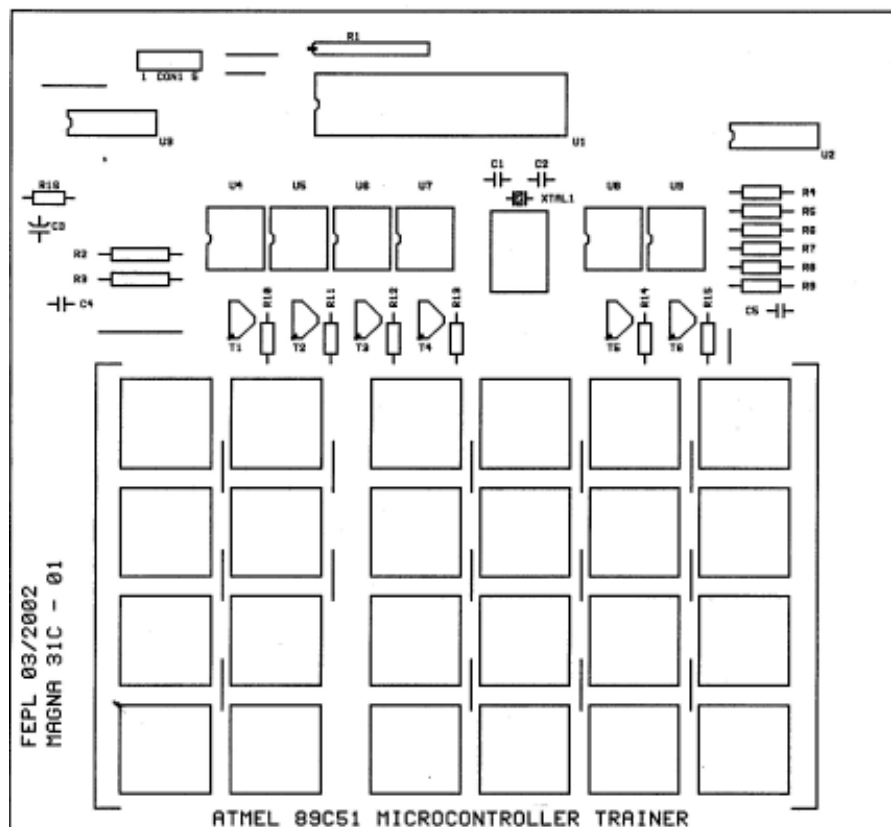 R1
1 CON1 5
U3
U1
U2
C1 C2
R16
U4 U5 U6 U7
XTAL1
U8 U9
R4
R5
R6
R7
R8
R9
C3
R2
R3
C4
C5
R10 R11 R12 R13 R14 R15
T1 T2 T3 T4 T5 T6
FEPL 03/2002
MAGNA 31C - 01
ATMEL 89C51 MICROCONTROLLER TRAINER